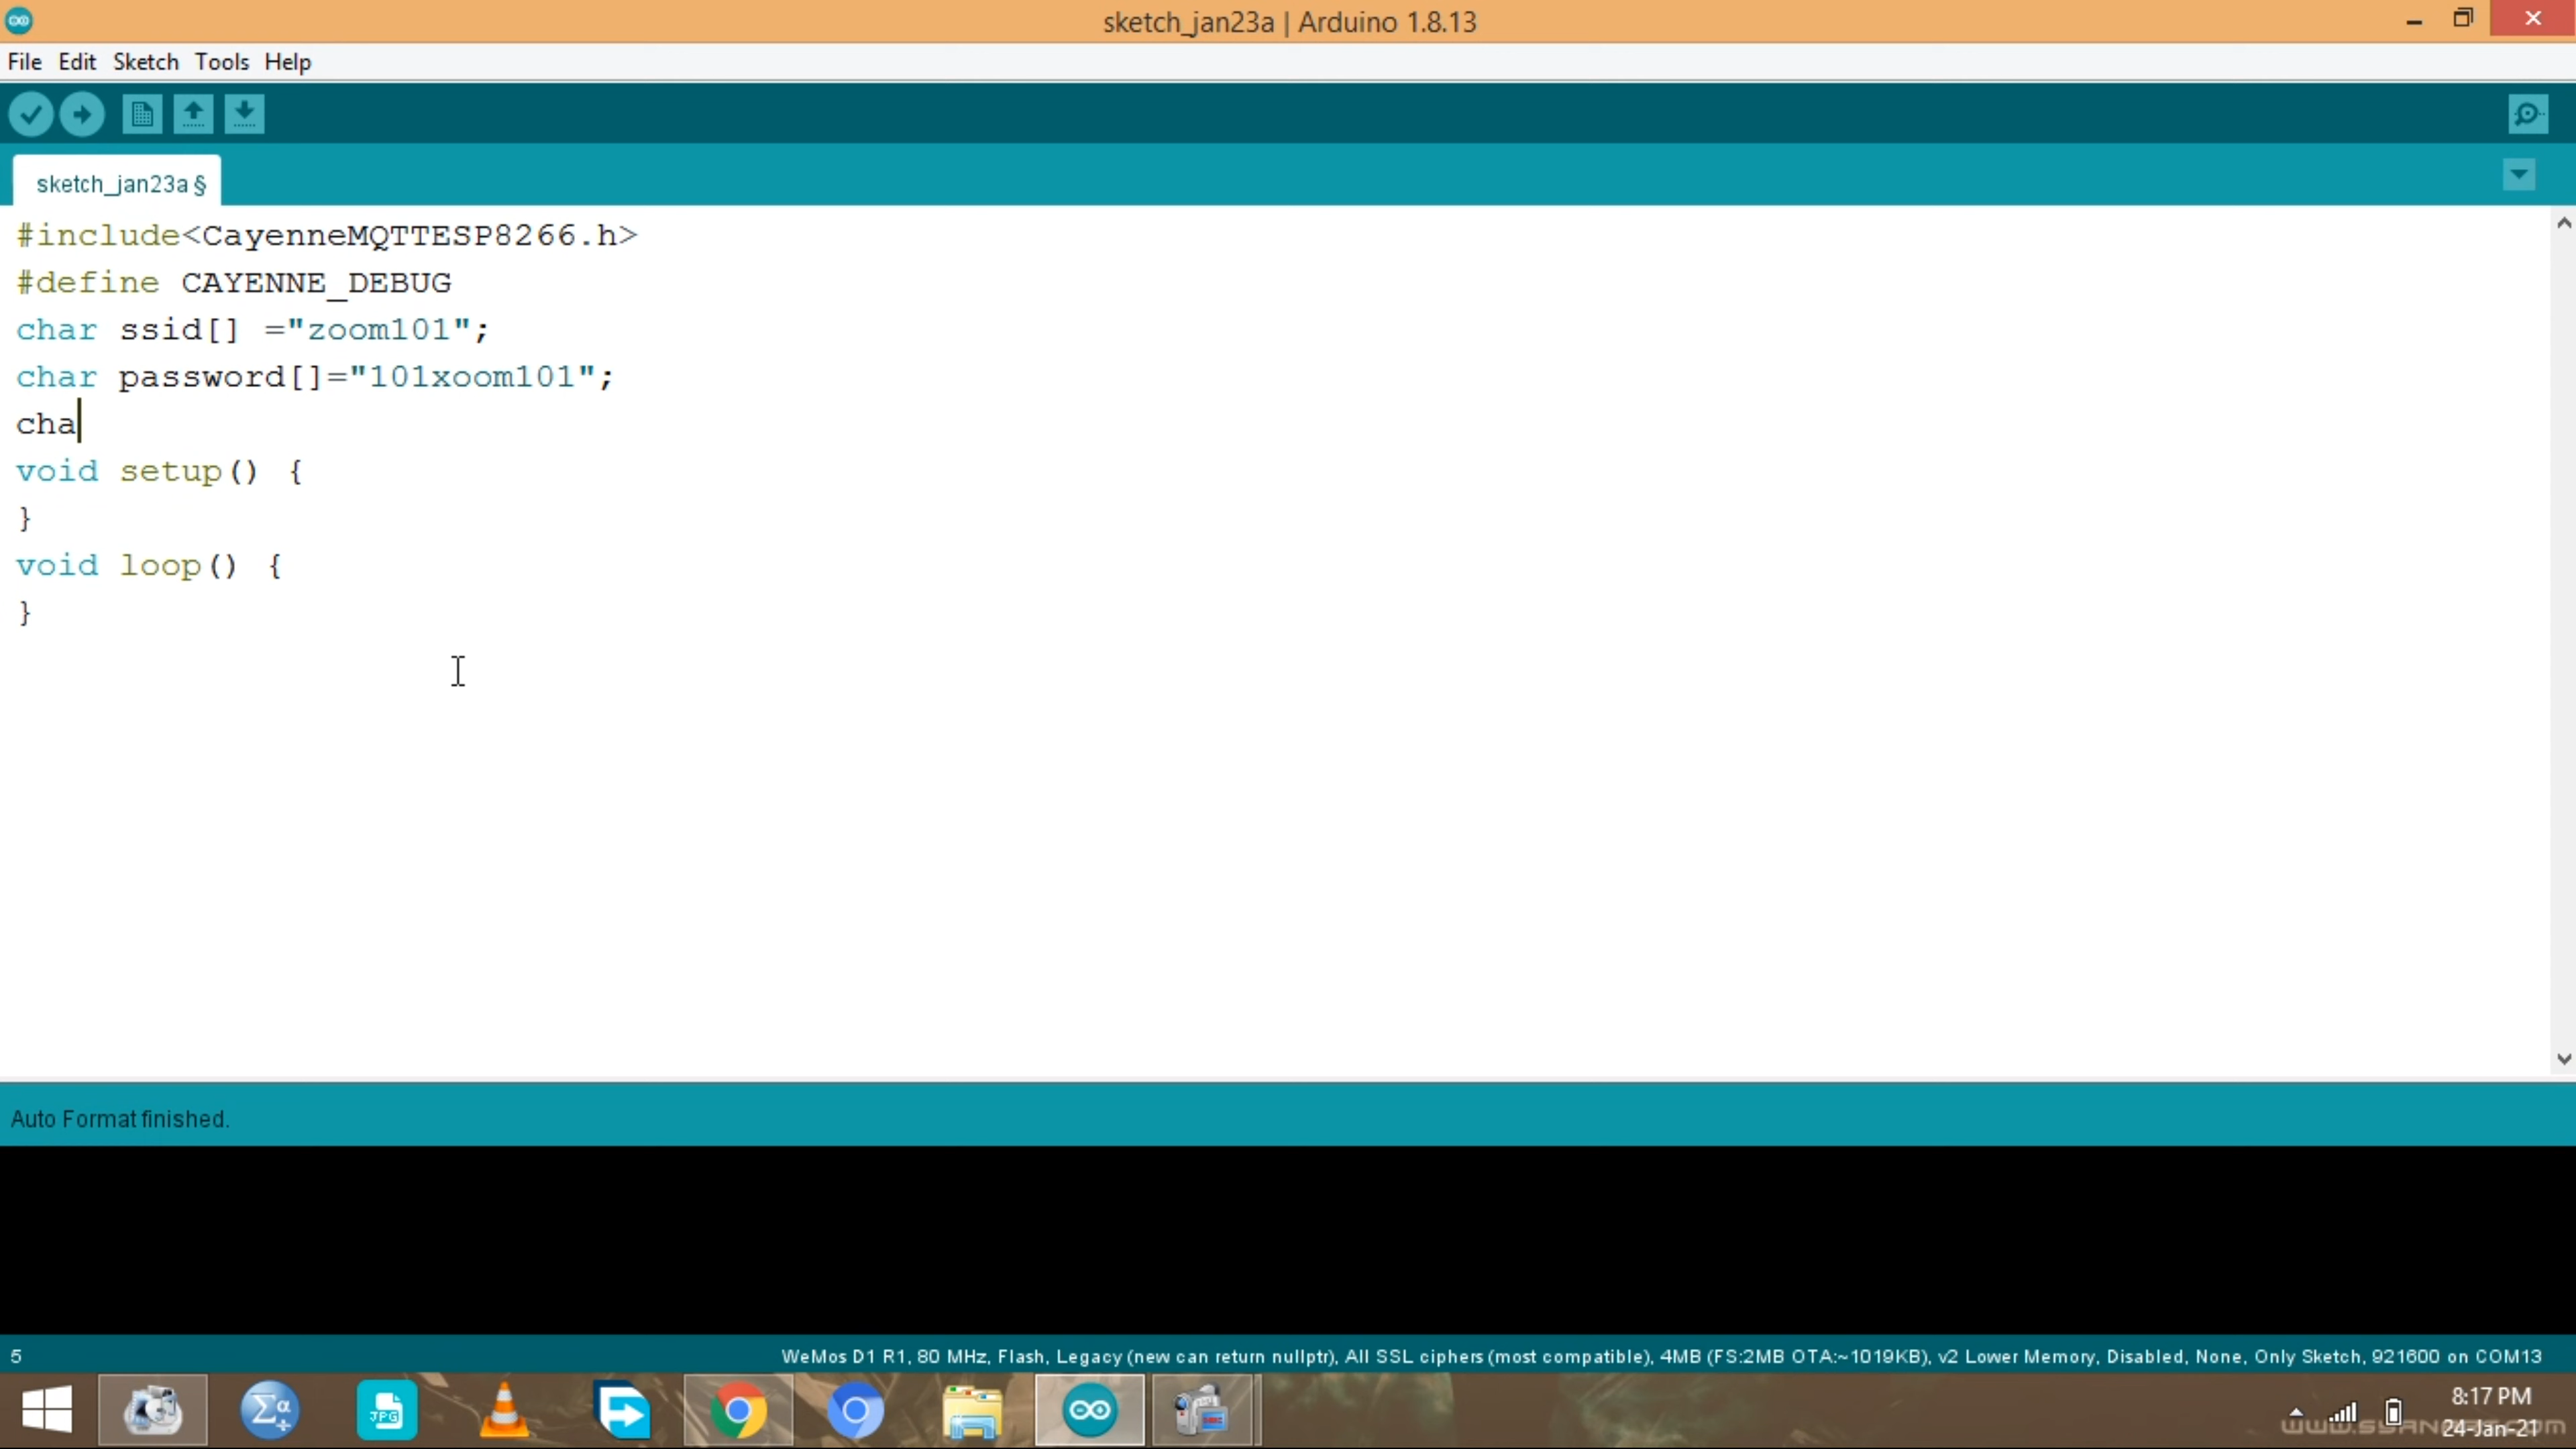 sketch_jan23a | Arduino 1.8.13
File Edit Sketch Tools Help
sketch_jan23a §
#include<CayenneMQTTESP8266.h>
#define CAYENNE_DEBUG
char ssid[] ="zoom101";
char password[]="101xoom101";
cha
void setup() {
}
void loop() {
}
Auto Format finished.
5
WeMos D1 R1, 80 MHz, Flash, Legacy (new can return nullptr), All SSL ciphers (most compatible), 4MB (FS:2MB OTA:~1019KB), v2 Lower Memory, Disabled, None, Only Sketch, 921600 on COM13
Σα
JPG
8:17 PM
24-Jan-21